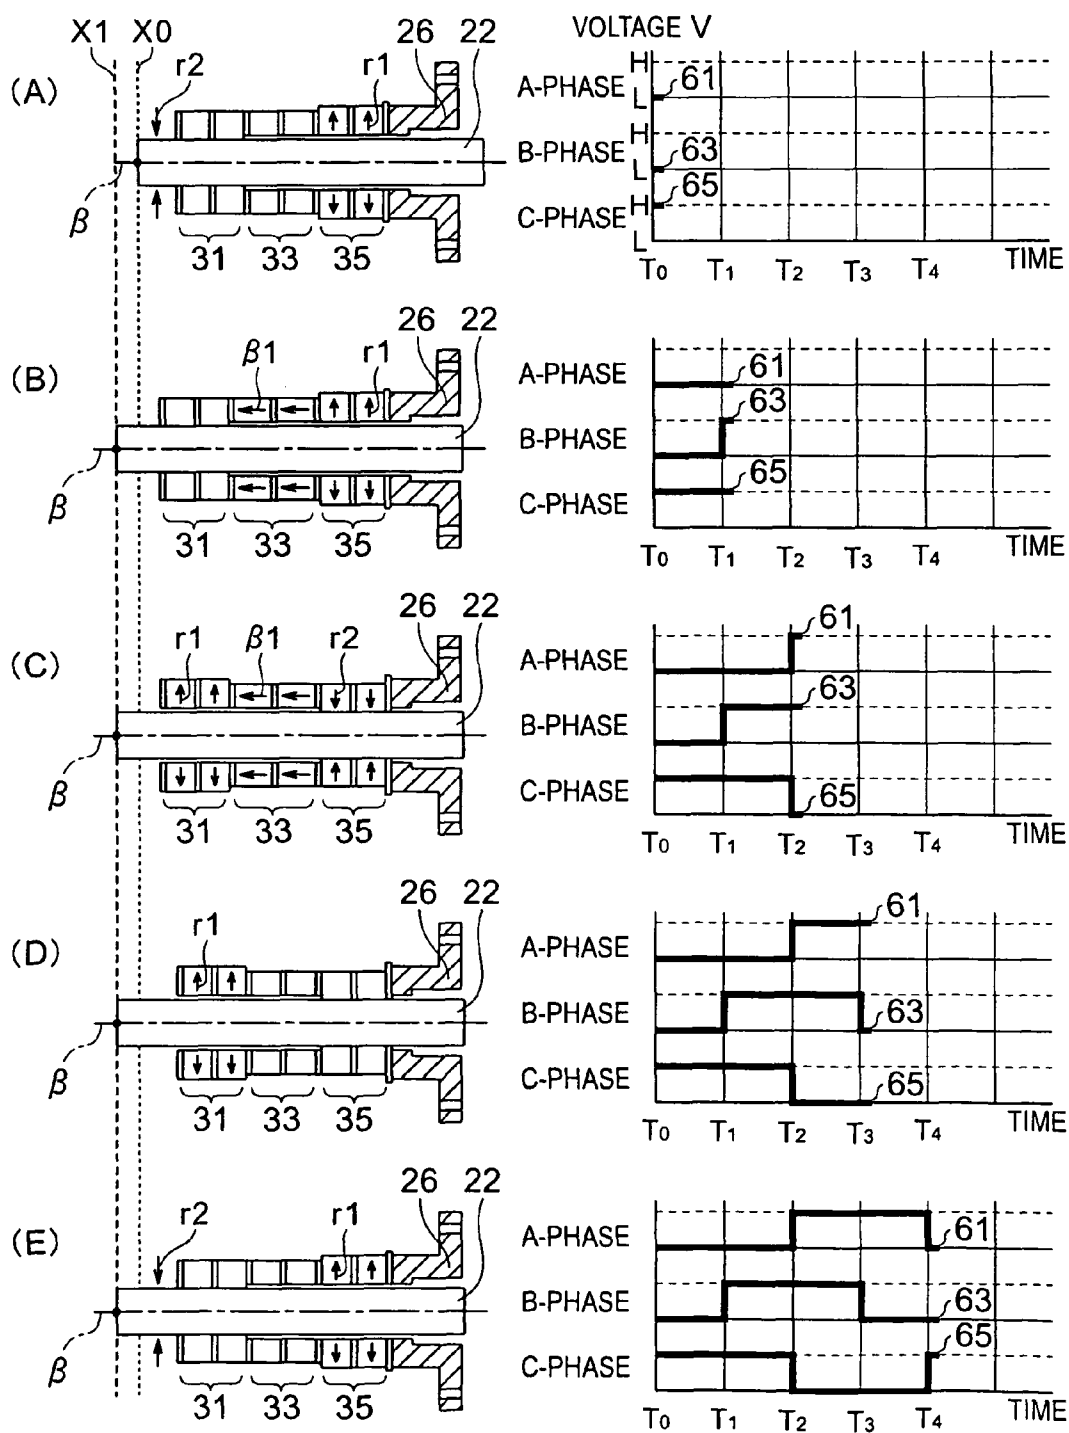 X1 X0 26 22 VOLTAGE V
(A) r2 r1
A-PHASE H L 61
B-PHASE H L 63
C-PHASE H L 65
β
31 33 35
T0 T1 T2 T3 T4 TIME
26 22
(B) β1 r1
A-PHASE 61
B-PHASE 63
C-PHASE 65
β
31 33 35
T0 T1 T2 T3 T4 TIME
26 22
(C) r1 β1 r2
A-PHASE 61
B-PHASE 63
C-PHASE 65
β
31 33 35
T0 T1 T2 T3 T4 TIME
26 22
(D) r1
A-PHASE 61
B-PHASE 63
C-PHASE 65
β
31 33 35
T0 T1 T2 T3 T4 TIME
26 22
(E) r2 r1
A-PHASE 61
B-PHASE 63
C-PHASE 65
β
31 33 35
T0 T1 T2 T3 T4 TIME